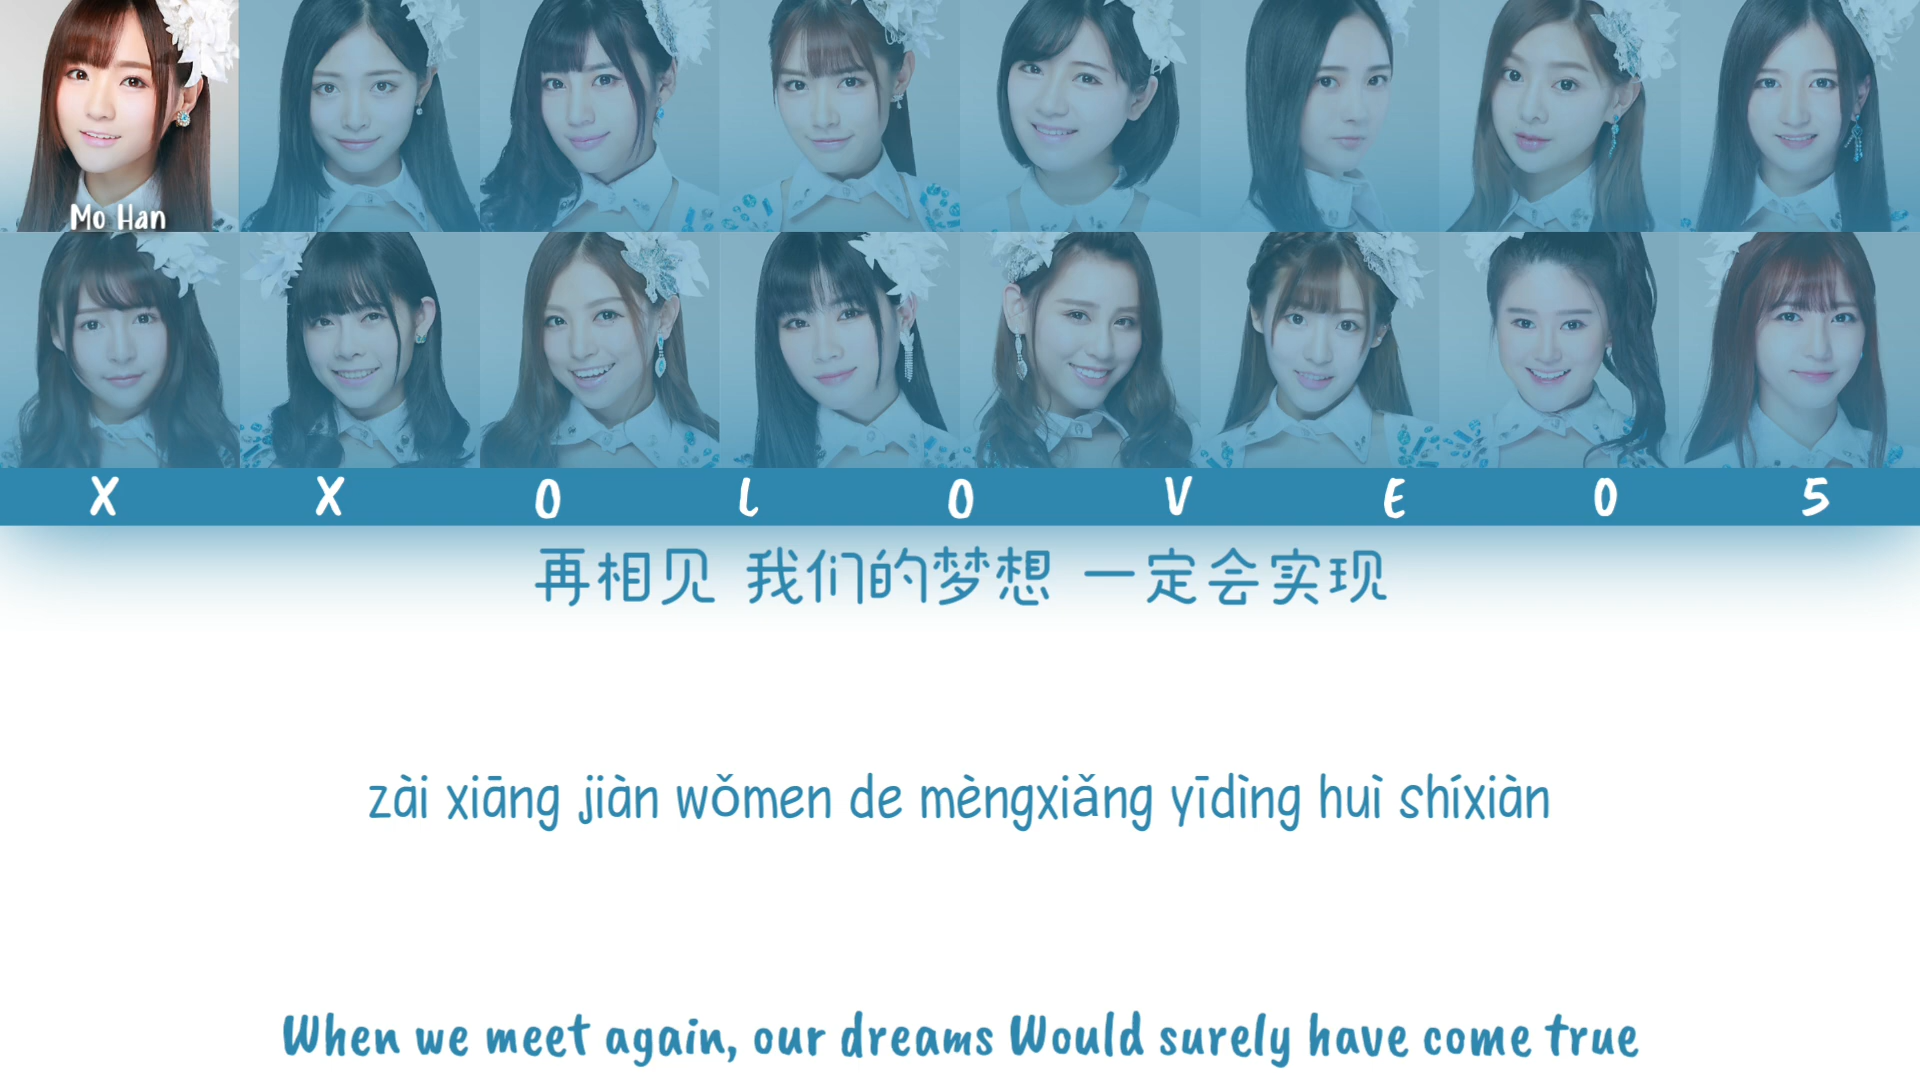 Mo Han
X X O L O V E 0 5
再相见 我们的梦想 一定会实现
zài xiāng jiàn wǒmen de mèngxiǎng yīdìng huì shíxiàn
When we meet again, our dreams Would surely have come true